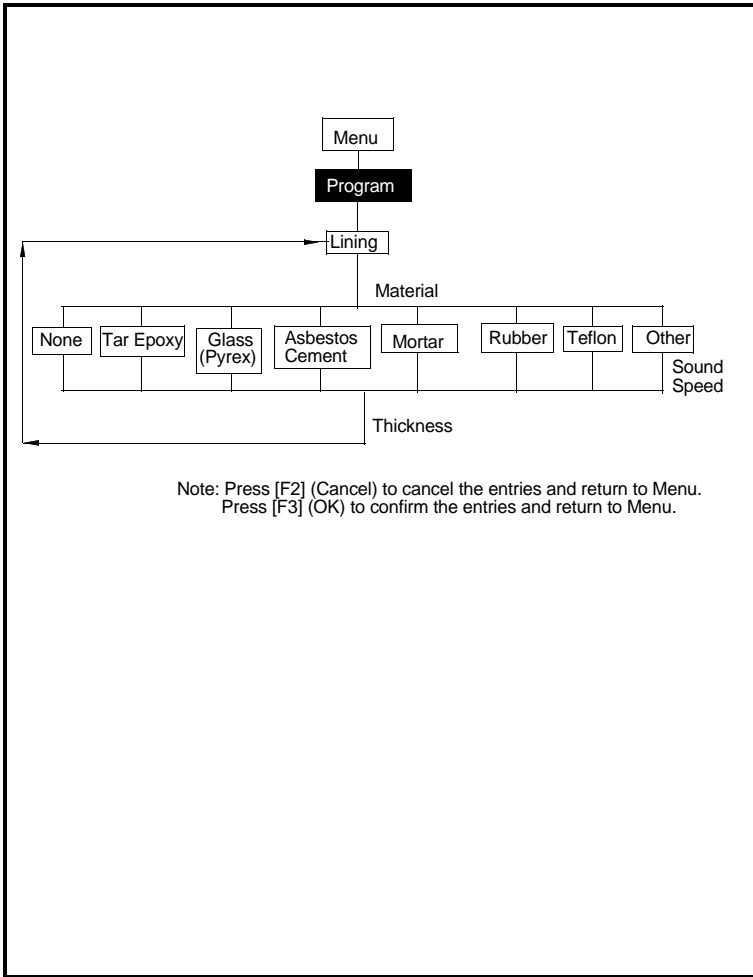 Menu
Program
Lining
Material
None
Tar Epoxy
Glass
(Pyrex)
Asbestos
Cement
Mortar
Rubber
Teflon
Other
Sound
Speed
Thickness
Note: Press [F2] (Cancel) to cancel the entries and return to Menu.
Press [F3] (OK) to confirm the entries and return to Menu.